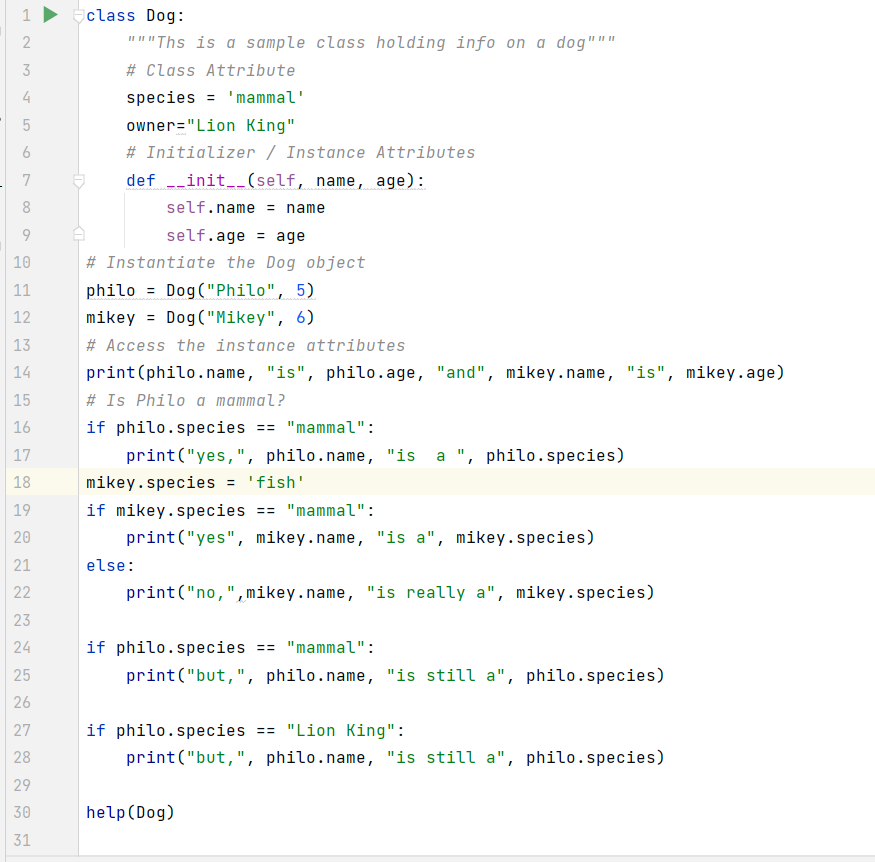 1 class Dog:
2     """Ths is a sample class holding info on a dog"""
3     # Class Attribute
4     species = 'mammal'
5     owner="Lion King"
6     # Initializer / Instance Attributes
7     def __init__(self, name, age):
8         self.name = name
9         self.age = age
10 # Instantiate the Dog object
11 philo = Dog("Philo", 5)
12 mikey = Dog("Mikey", 6)
13 # Access the instance attributes
14 print(philo.name, "is", philo.age, "and", mikey.name, "is", mikey.age)
15 # Is Philo a mammal?
16 if philo.species == "mammal":
17     print("yes,", philo.name, "is  a ", philo.species)
18 mikey.species = 'fish'
19 if mikey.species == "mammal":
20     print("yes", mikey.name, "is a", mikey.species)
21 else:
22     print("no,",mikey.name, "is really a", mikey.species)
23
24 if philo.species == "mammal":
25     print("but,", philo.name, "is still a", philo.species)
26
27 if philo.species == "Lion King":
28     print("but,", philo.name, "is still a", philo.species)
29
30 help(Dog)
31